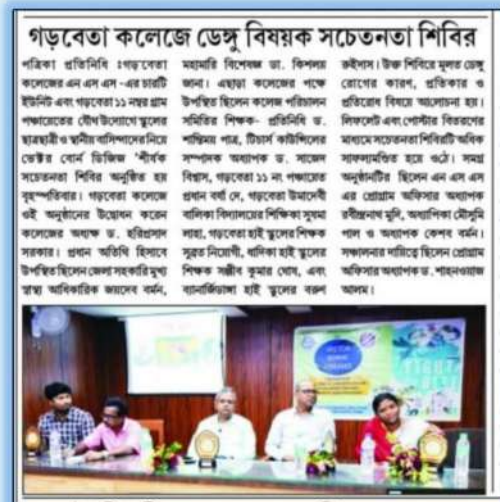 গড়বেতা কলেজে ডেঙ্গু বিষয়ক সচেতনতা শিবির
পত্রিকা প্রতিনিধি ঃগড়বেতা
কলেজের এন এস এস -এর চারটি
ইউনিট এবং গড়বেতা ১১ নম্বর গ্রাম
পঞ্চায়েতের যৌথ উদ্যোগে স্কুলের
ছাত্রছাত্রী ও স্থানীয় বাসিন্দাদের নিয়ে
ভেক্টর বোর্ন ডিজিজ 'শীর্ষক
সচেতনতা শিবির অনুষ্ঠিত হয়
বৃহস্পতিবার। গড়বেতা কলেজে
ওই অনুষ্ঠানের উদ্বোধন করেন
কলেজের অধ্যক্ষ ড. হরিপ্রসাদ
সরকার। প্রধান অতিথি হিসাবে
উপস্থিত ছিলেন জেলা সহকারি মুখ্য
স্বাস্থ্য আধিকারিক জয়দেব বর্মন,
মহামারি বিশেষজ্ঞ ডা. কিশলয়
জানা। এছাড়া কলেজের পক্ষে
উপস্থিত ছিলেন কলেজ পরিচালন
সমিতির শিক্ষক- প্রতিনিধি ড.
শান্তিময় পাত্র, টিচার্স কাউন্সিলের
সম্পাদক অধ্যাপক ড. সাজেদ
বিশ্বাস, গড়বেতা ১১ নং পঞ্চায়েত
প্রধান বর্ষা দে, গড়বেতা উমাদেবী
বালিকা বিদ্যালয়ের শিক্ষিকা সুষমা
লাহা, গড়বেতা হাই স্কুলের শিক্ষক
সুব্রত নিয়োগী, ধাদিকা হাই স্কুলের
শিক্ষক সঞ্জীব কুমার ঘোষ, এবং
ব্যানার্জিডাঙ্গা হাই স্কুলের বরুণ
রুইদাস। উক্ত শিবিরে মূলত ডেঙ্গু
রোগের কারণ, প্রতিকার ও
প্রতিরোধ বিষয়ে আলোচনা হয়।
লিফলেট এবং পোস্টার বিতরণের
মাধ্যমে সচেতনতা শিবিরটি অধিক
সাফল্যমন্ডিত হয়ে ওঠে। সমগ্র
অনুষ্ঠানটির ছিলেন এন এস এস
এর প্রোগ্রাম অফিসার অধ্যাপক
রবীন্দ্রনাথ মুদি, অধ্যাপিকা মৌসুমি
পাল ও অধ্যাপক কেশব বর্মন।
সঞ্চালনার দায়িত্বে ছিলেন প্রোগ্রাম
অফিসার অধ্যাপক ড. শাহনওয়াজ
আলম।